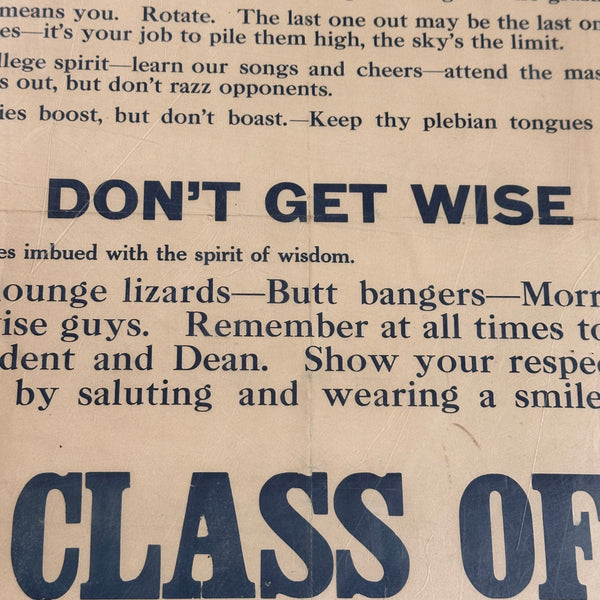 means you. Rotate. The last one out may be the last on
es—it's your job to pile them high, the sky's the limit.
llege spirit—learn our songs and cheers—attend the mas
s out, but don't razz opponents.
ies boost, but don't boast.—Keep thy plebian tongues
DON'T GET WISE
es imbued with the spirit of wisdom.
lounge lizards—Butt bangers—Morr
ise guys. Remember at all times to
dent and Dean. Show your respec
by saluting and wearing a smile
CLASS OF